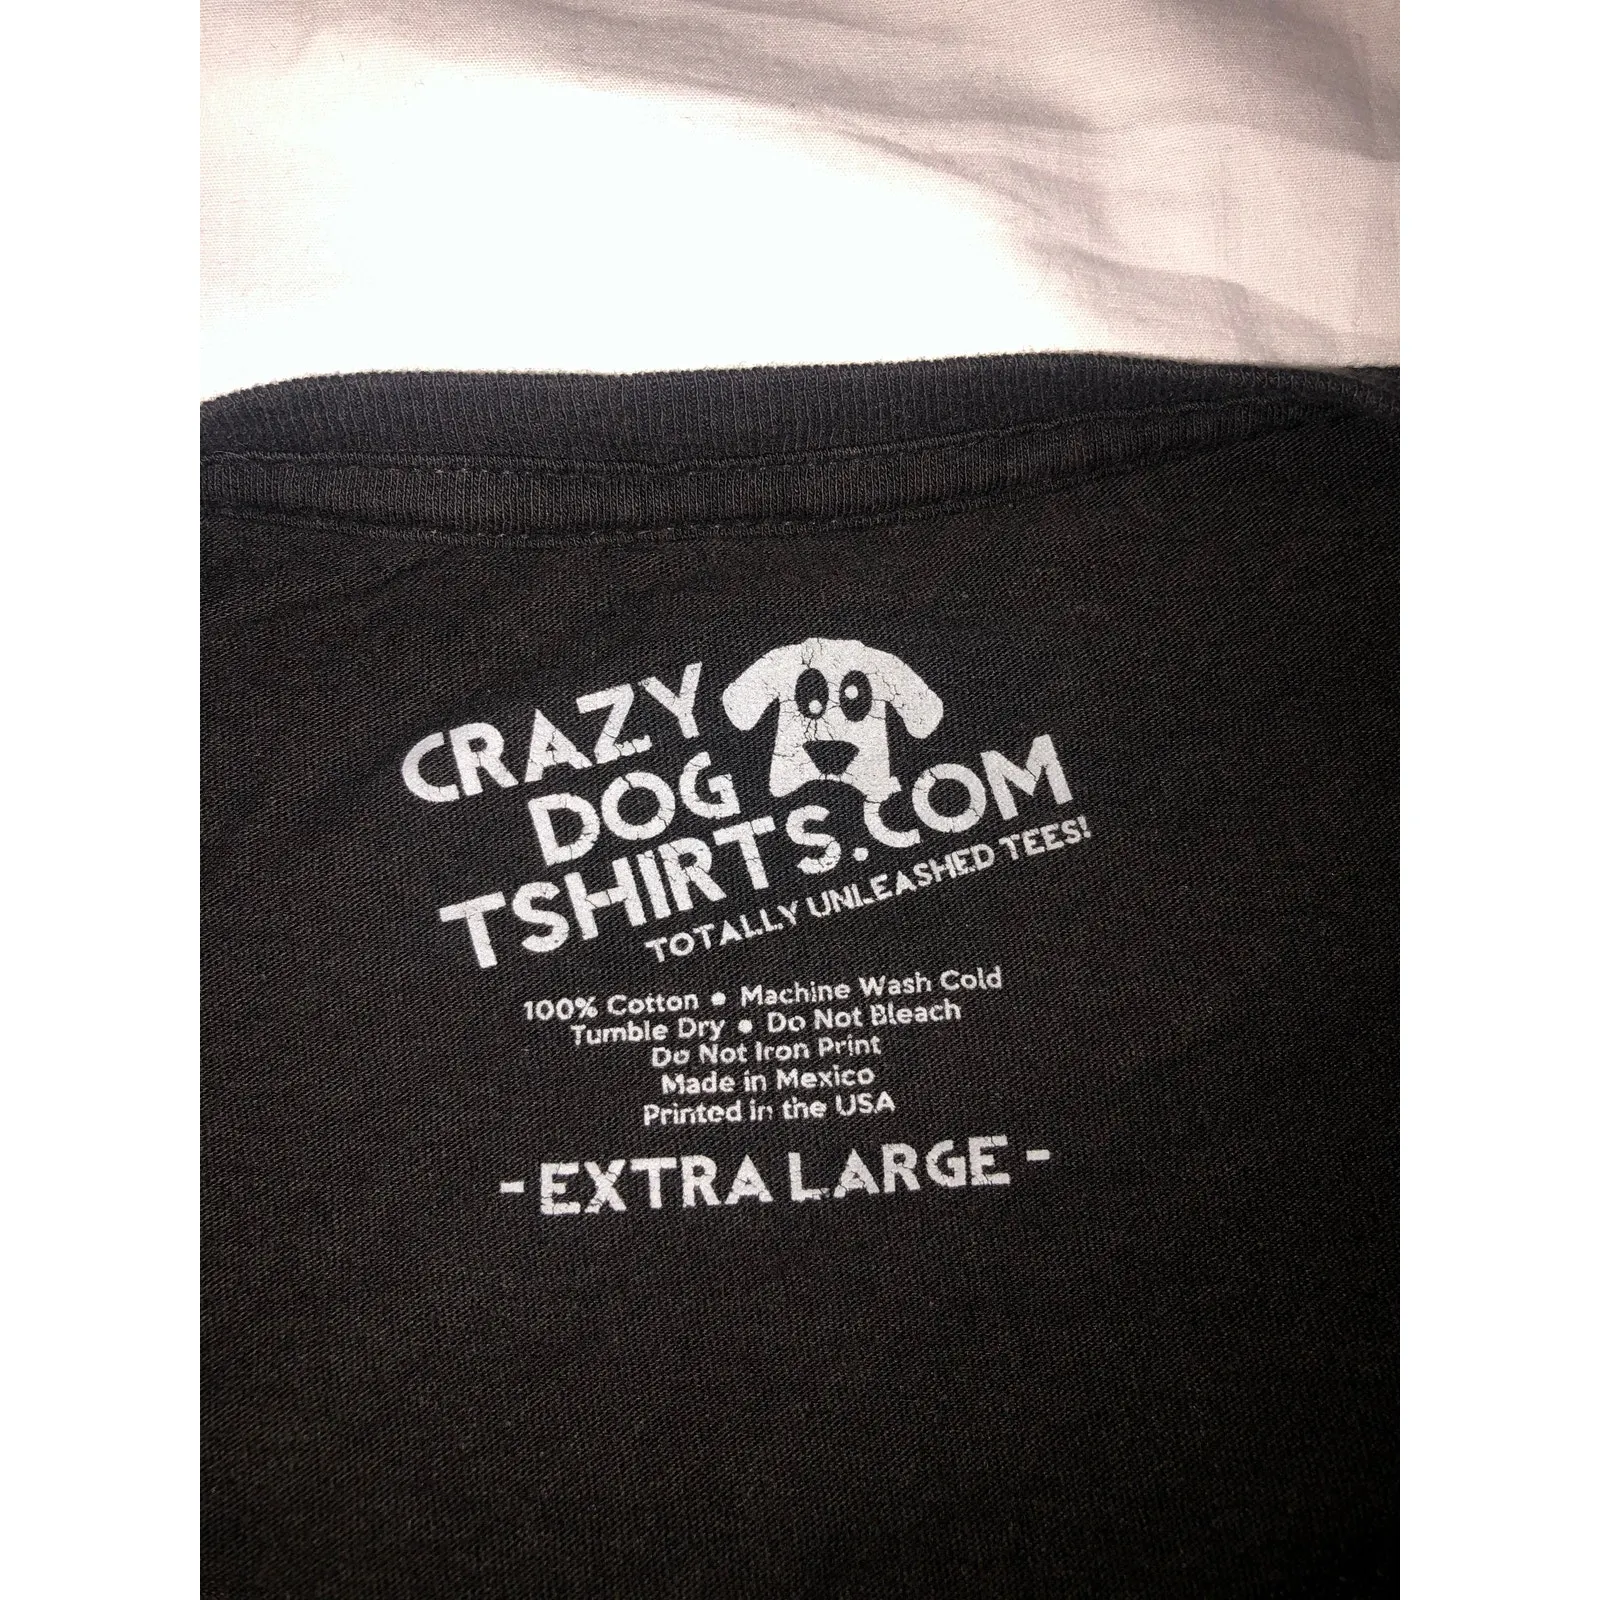 CRAZY
DOG
TSHIRTS.COM
TOTALLY UNLEASHED TEES!
100% Cotton • Machine Wash Cold
Tumble Dry • Do Not Bleach
Do Not Iron Print
Made in Mexico
Printed in the USA
- EXTRA LARGE -